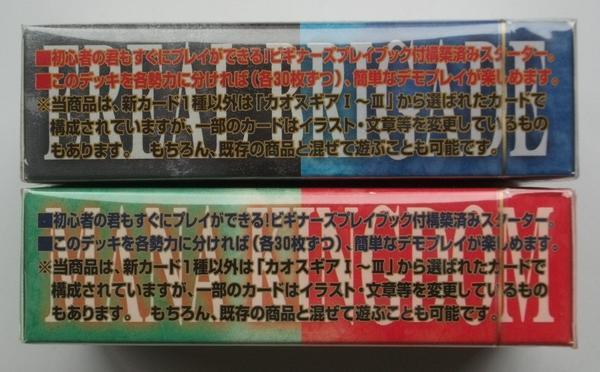 ■初心者の君もすぐにプレイができる!ビギナーズプレイブック付構築済みスターター。
■このデッキを各勢力に分ければ(各30枚ずつ)、簡単なデモプレイが楽しめます。
※当商品は、新カード1種以外は「カオスギアⅠ〜Ⅲ」から選ばれたカードで
構成されていますが、一部のカードはイラスト・文章等を変更しているもの
もあります。 もちろん、既存の商品と混ぜて遊ぶことも可能です。
■初心者の君もすぐにプレイができる!ビギナーズプレイブック付構築済みスターター。
■このデッキを各勢力に分ければ(各30枚ずつ)、簡単なデモプレイが楽しめます。
※当商品は、新カード1種以外は「カオスギアⅠ〜Ⅲ」から選ばれたカードで
構成されていますが、一部のカードはイラスト・文章等を変更しているもの
もあります。 もちろん、既存の商品と混ぜて遊ぶことも可能です。
MANA KINGDOM